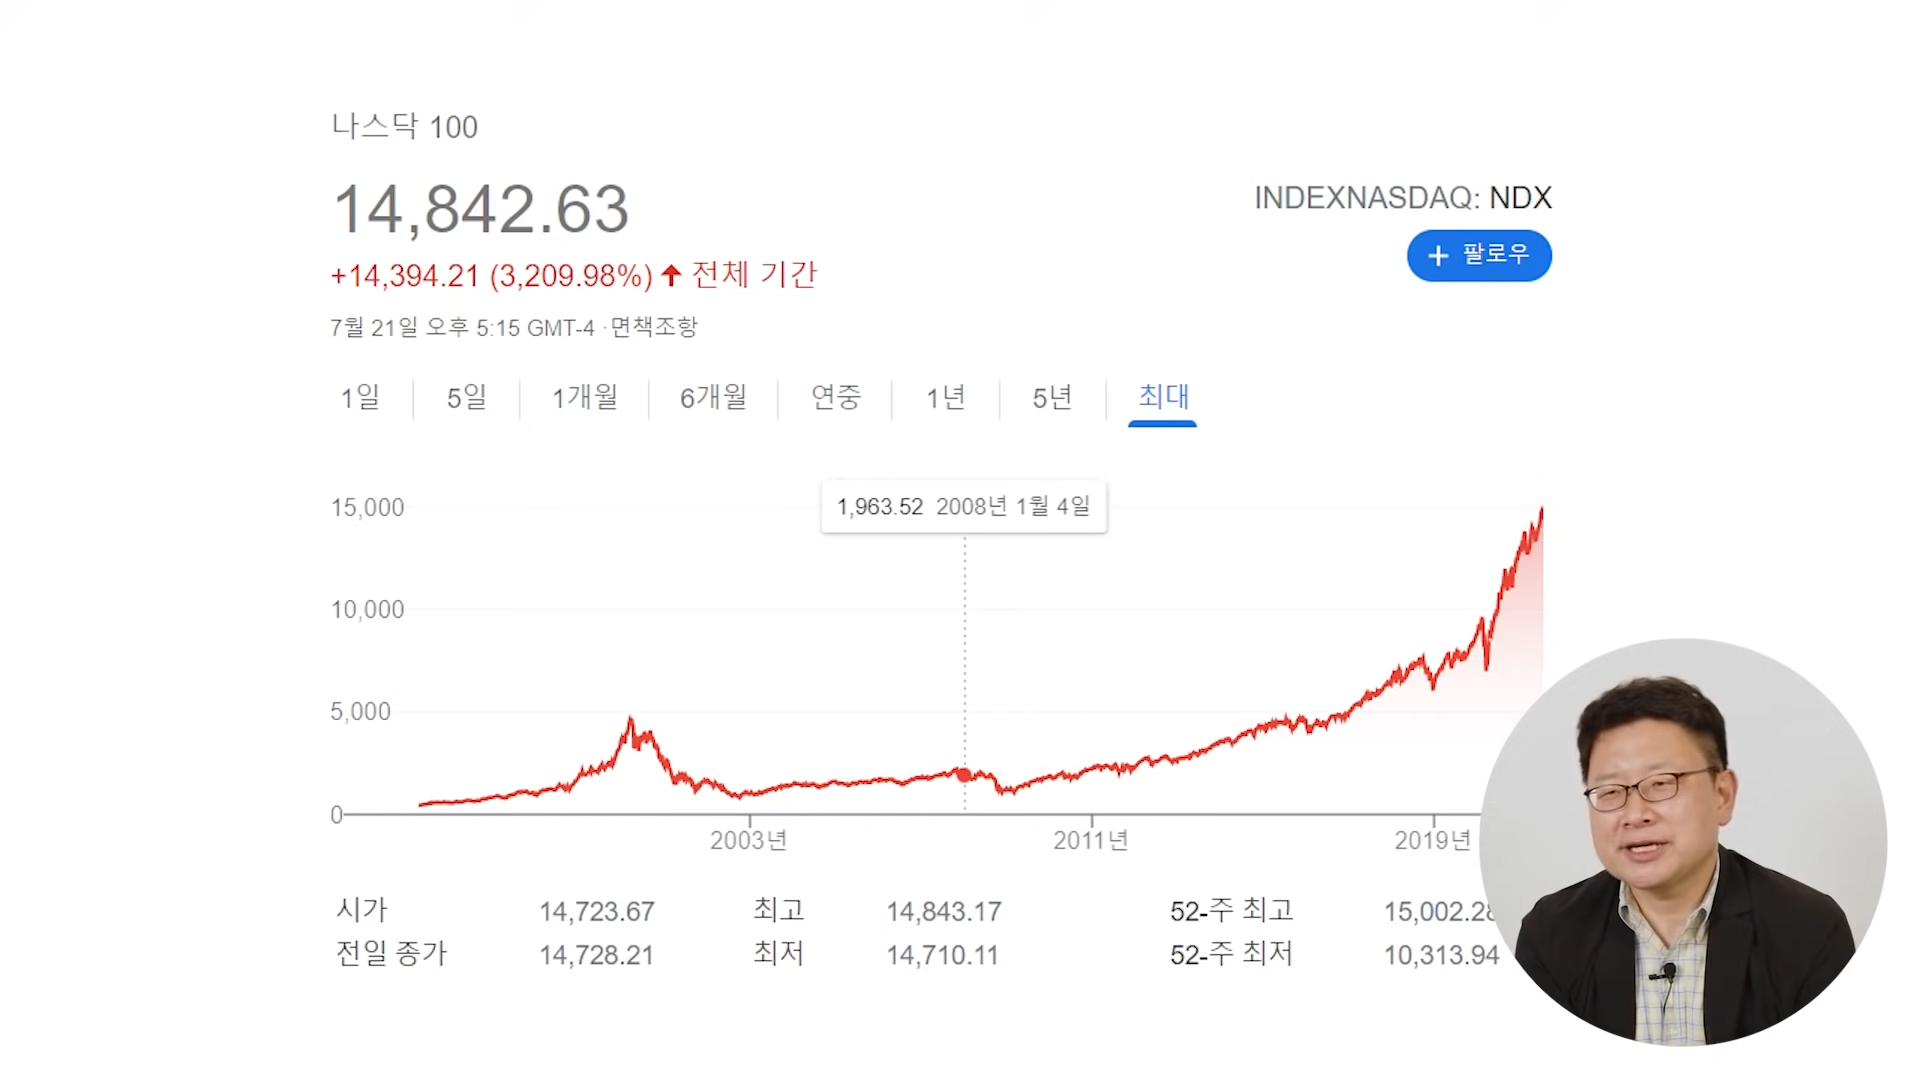 나스닥 100
14,842.63
INDEXNASDAQ: NDX
+ 팔로우
+14,394.21 (3,209.98%) ↑ 전체 기간
7월 21일 오후 5:15 GMT-4 ·면책조항
1일 5일 1개월 6개월 연중 1년 5년 최대
1,963.52 2008년 1월 4일
15,000
10,000
5,000
0
2003년 2011년 2019년
시가 14,723.67 최고 14,843.17 52-주 최고 15,002.28
전일 종가 14,728.21 최저 14,710.11 52-주 최저 10,313.94